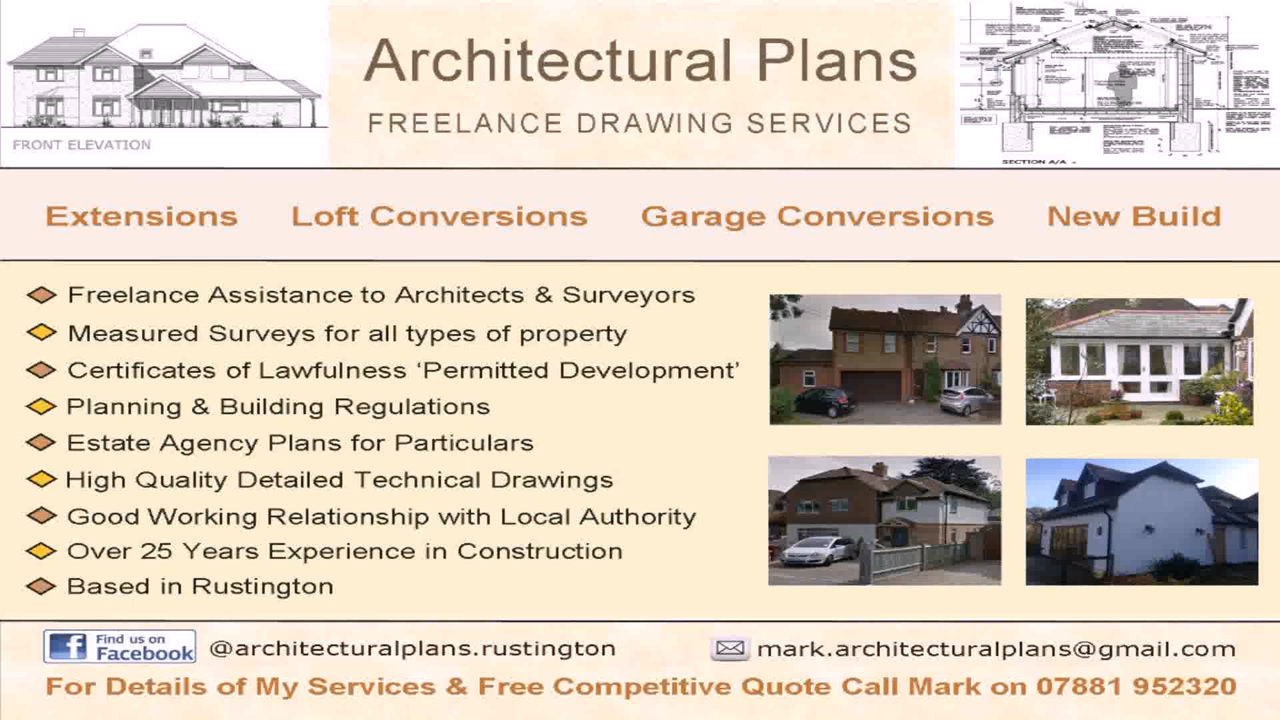 Architectural Plans
FREELANCE DRAWING SERVICES
FRONT ELEVATION
SECTION A/A
Extensions Loft Conversions Garage Conversions New Build
Freelance Assistance to Architects & Surveyors
Measured Surveys for all types of property
Certificates of Lawfulness ‘Permitted Development’
Planning & Building Regulations
Estate Agency Plans for Particulars
High Quality Detailed Technical Drawings
Good Working Relationship with Local Authority
Over 25 Years Experience in Construction
Based in Rustington
Find us on
Facebook
@architecturalplans.rustington
mark.architecturalplans@gmail.com
For Details of My Services & Free Competitive Quote Call Mark on 07881 952320